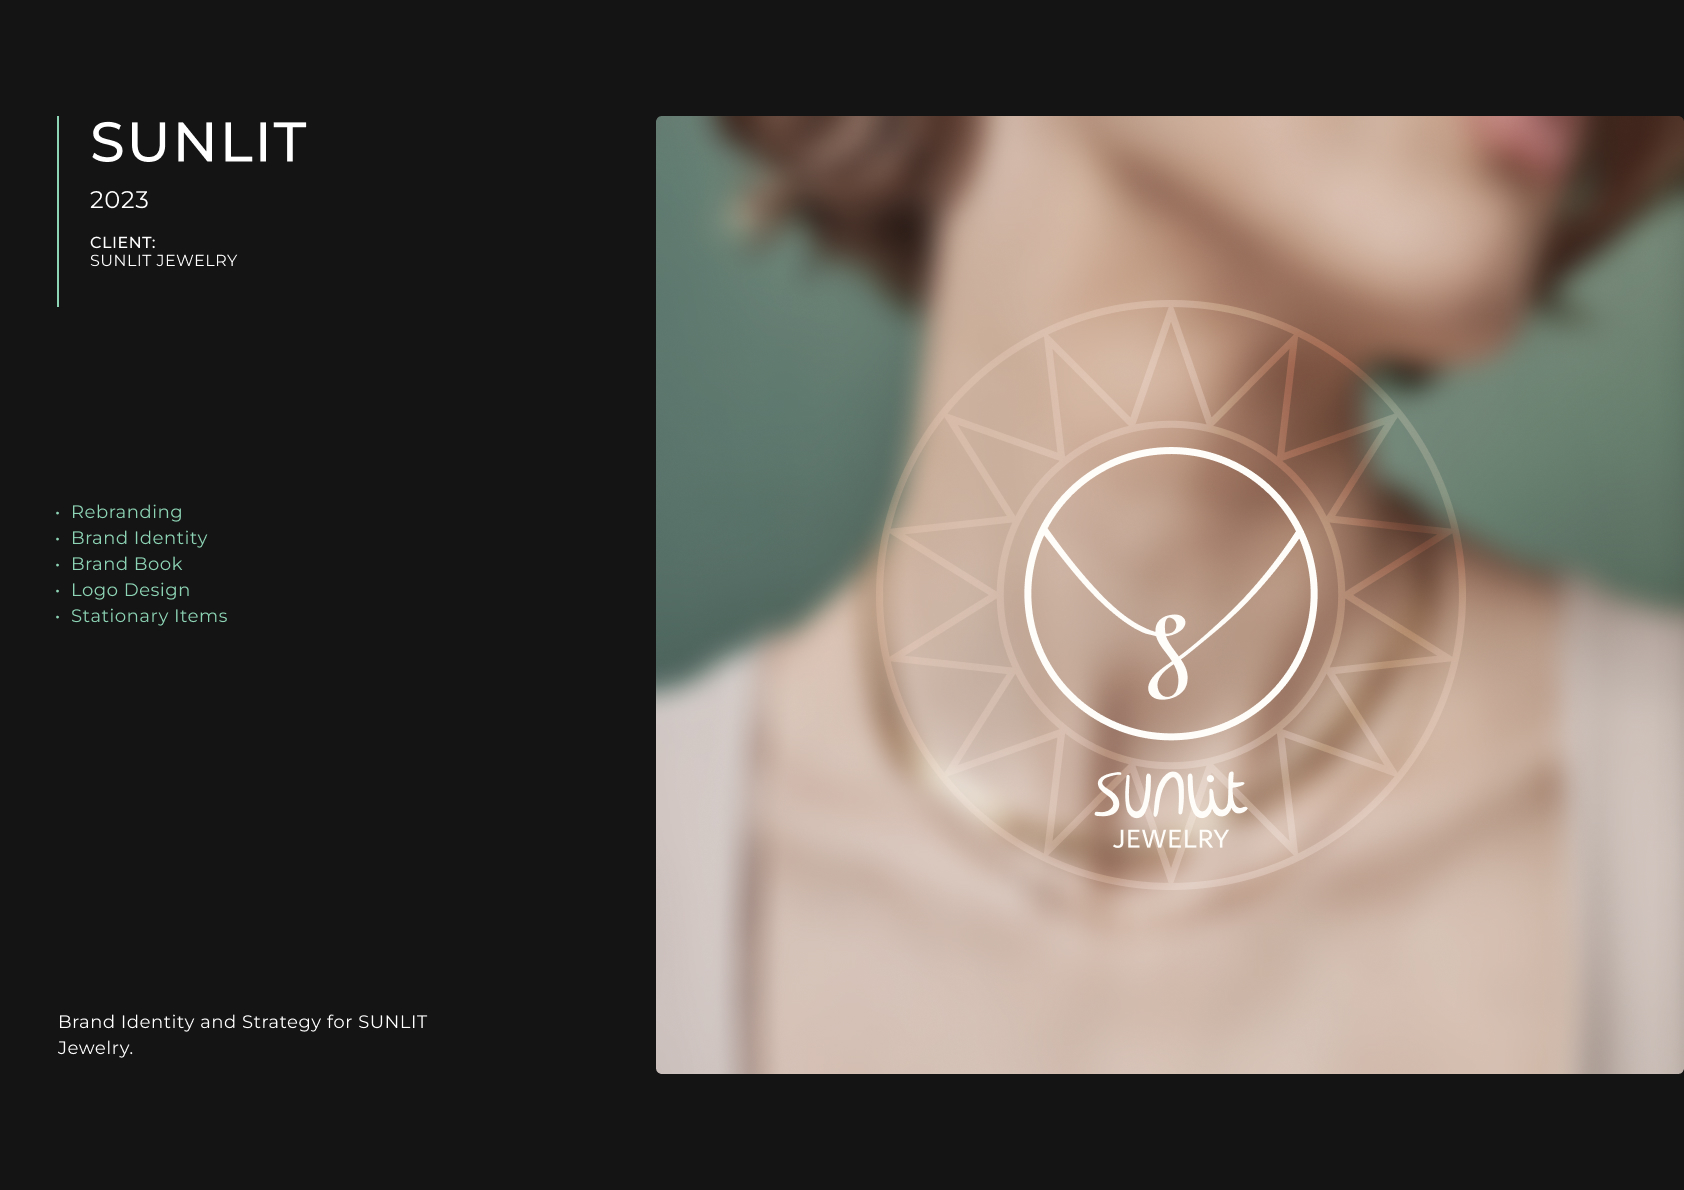 SUNLIT
2023
CLIENT:
SUNLIT JEWELRY
• Rebranding
• Brand Identity
• Brand Book
• Logo Design
• Stationary Items
Brand Identity and Strategy for SUNLIT
Jewelry.
s
SUNLit
JEWELRY